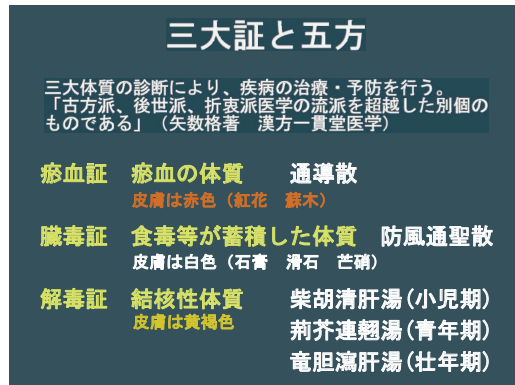 三大証と五方
三大体質の診断により、疾病の治療・予防を行う。
「古方派、後世派、折衷派医学の流派を超越した別個の
ものである」（矢数格著　漢方一貫堂医学）
瘀血証　瘀血の体質　通導散
皮膚は赤色（紅花　蘇木）
臓毒証　食毒等が蓄積した体質　防風通聖散
皮膚は白色（石膏　滑石　芒硝）
解毒証　結核性体質　柴胡清肝湯(小児期)
皮膚は黄褐色
荊芥連翹湯(青年期)
竜胆瀉肝湯(壮年期)